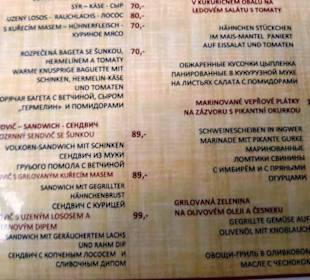 SÝR – KÄSE - СЫР 70,-
UZENÝ LOSOS - RAUCHLACHS - ЛОСОС 80,-
S KUŘECÍM MASEM – HÜHNERFLEISCH - 70,-
КУРИНОЕ МЯСО
ROZPEČENÁ BAGETA SE ŠUNKOU,
HERMELÍNEM A TOMATY 70,-
WARME KNUSPRIGE BAGUETTE MIT
SCHINKEN, HERMELIN-KÄSE
UND TOMATEN
ГОРЯЧАЯ БАГЕТА С ВЕТЧИНОЙ, СЫРОМ
„ГЕРМЕЛИН" И ПОМИДОРАМИ
– SANDWICH - СЕНДВИЧ
SENDVIČ SE ŠUNKOU 89,-
VOLKORN-SANDWICH MIT SCHINKEN
СЕНДВИЧ ИЗ МУКИ
ГРУБОГО ПОМОЛА С ВЕТЧИНОЙ
S GRILOVANÝM KUŘECÍM MASEM 89,-
SANDWICH MIT GEGRILLTER
HÄHNCHENBRUST
СЕНДВИЧ С КУРИЦЕЙ
S UZENÝM LOSOSEM A 99,-
DIPEM
SANDWICH MIT GERÄUCHERTEN LACHS
UND RAHM DIP
СЕНДВИЧ С КОПЧЕНЫМ ЛОСОСЕМ И
СЛИВОЧНЫМ ДИПОМ
V KUKUŘIČNÉM OBALU NA
LEDOVÉM SALÁTU S TOMATY
HÄHNCHEN STÜCKCHEN
IM MAIS-MANTEL PANIERT
AUF EISSALAT UND TOMATEN
ОБЖАРЕННЫЕ КУСОЧКИ ЦЫПЛЕНКА
ПАНИРОВАННЫЕ В КУКУРУЗНОЙ МУКЕ
НА ЛИСТЬЯХ САЛАТА С ПОМИДОРАМИ
MARINOVANÉ VEPŘOVÉ PLÁTKY
NA ZÁZVORU S PIKANTNÍ OKURKOU
SCHWEINSCHEIBEN IN INGWER
MARINADE MIT PIKANTE GURKE
МАРИНОВАННЫЕ
ЛОМТИКИ СВИНИНЫ
С ИМБИРЁМ И С ПРЯНЫМ
ОГУРЦАМИ
GRILOVANÁ ZELENINA
NA OLIVOVÉM OLEJI A ČESNEKU
GEGRILLTE GEMÜSE AUF
OLIVENÖL MIT KNOBLAUCH
ОВОЩИ-ГРИЛЬ В ОЛИВКОВОМ
МАСЛЕ С ЧЕСНОКОМ